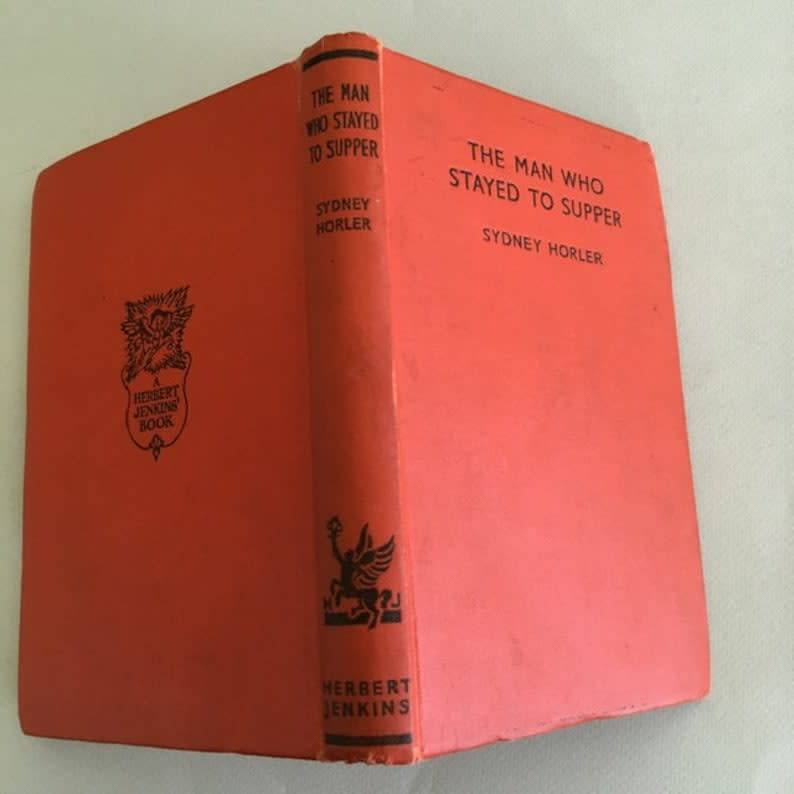 A
HERBERT
JENKINS'
BOOK
THE MAN
WHO STAYED
TO SUPPER
SYDNEY
HORLER
H J
HERBERT
JENKINS
THE MAN WHO
STAYED TO SUPPER
SYDNEY HORLER